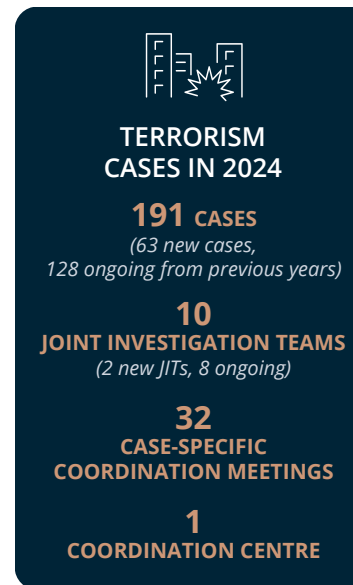 TERRORISM
CASES IN 2024
191 CASES
(63 new cases,
128 ongoing from previous years)
10
JOINT INVESTIGATION TEAMS
(2 new JITs, 8 ongoing)
32
CASE-SPECIFIC
COORDINATION MEETINGS
1
COORDINATION CENTRE